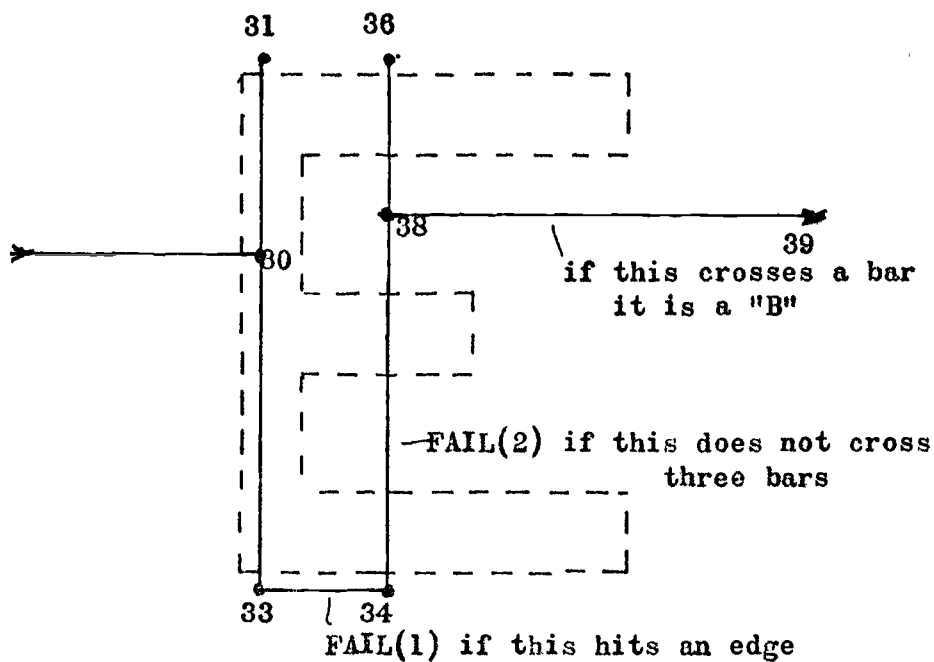 31 36
38
30
39
if this crosses a bar
it is a "B"
FAIL(2) if this does not cross
three bars
33 34
FAIL(1) if this hits an edge